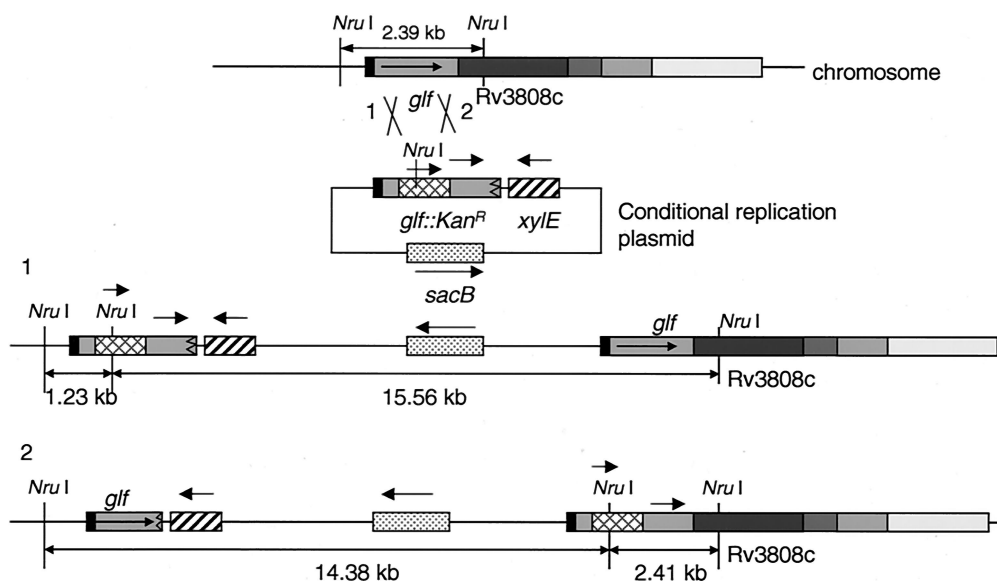 Nru I Nru I
2.39 kb
chromosome
glf Rv3808c
1 2
Nru I
glf::Kan^R xylE
Conditional replication
plasmid
sacB
1
Nru I Nru I glf Nru I
Rv3808c
1.23 kb 15.56 kb
2
Nru I glf Nru I Nru I
Rv3808c
14.38 kb 2.41 kb